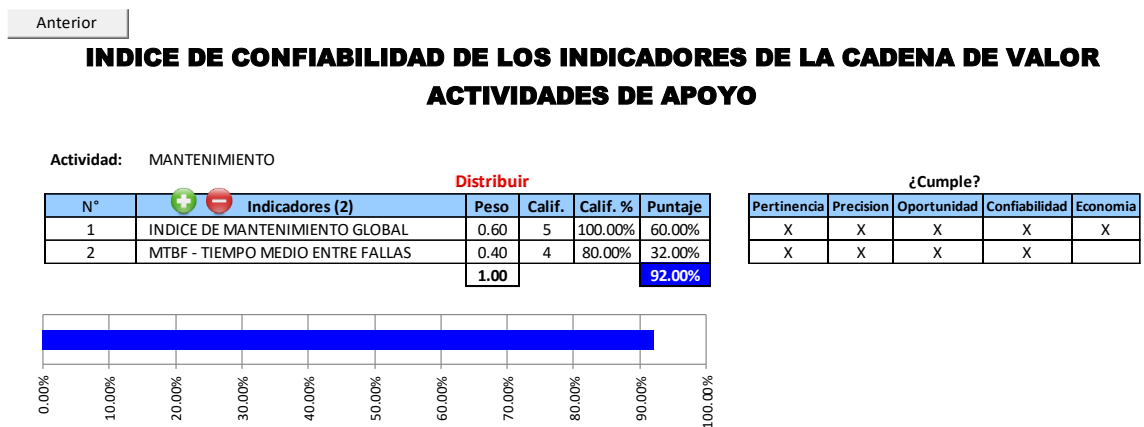 Anterior
INDICE DE CONFIABILIDAD DE LOS INDICADORES DE LA CADENA DE VALOR
ACTIVIDADES DE APOYO
Actividad: MANTENIMIENTO
Distribuir ¿Cumple?
N° Indicadores (2) Peso Calif. Calif. % Puntaje Pertinencia Precision Oportunidad Confiabilidad Economia
1 INDICE DE MANTENIMIENTO GLOBAL 0.60 5 100.00% 60.00% X X X X X
2 MTBF - TIEMPO MEDIO ENTRE FALLAS 0.40 4 80.00% 32.00% X X X X
1.00 92.00%
0.00% 10.00% 20.00% 30.00% 40.00% 50.00% 60.00% 70.00% 80.00% 90.00% 100.00%